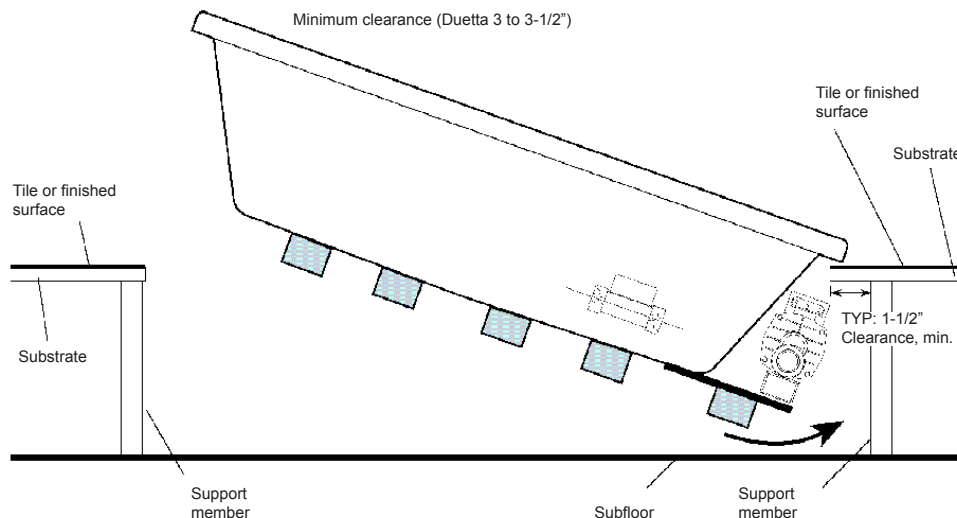 Minimum clearance (Duetta 3 to 3-1/2”)
Tile or finished
surface
Substrate
Tile or finished
surface
Substrate
TYP: 1-1/2”
Clearance, min.
Support
member
Subfloor
Support
member